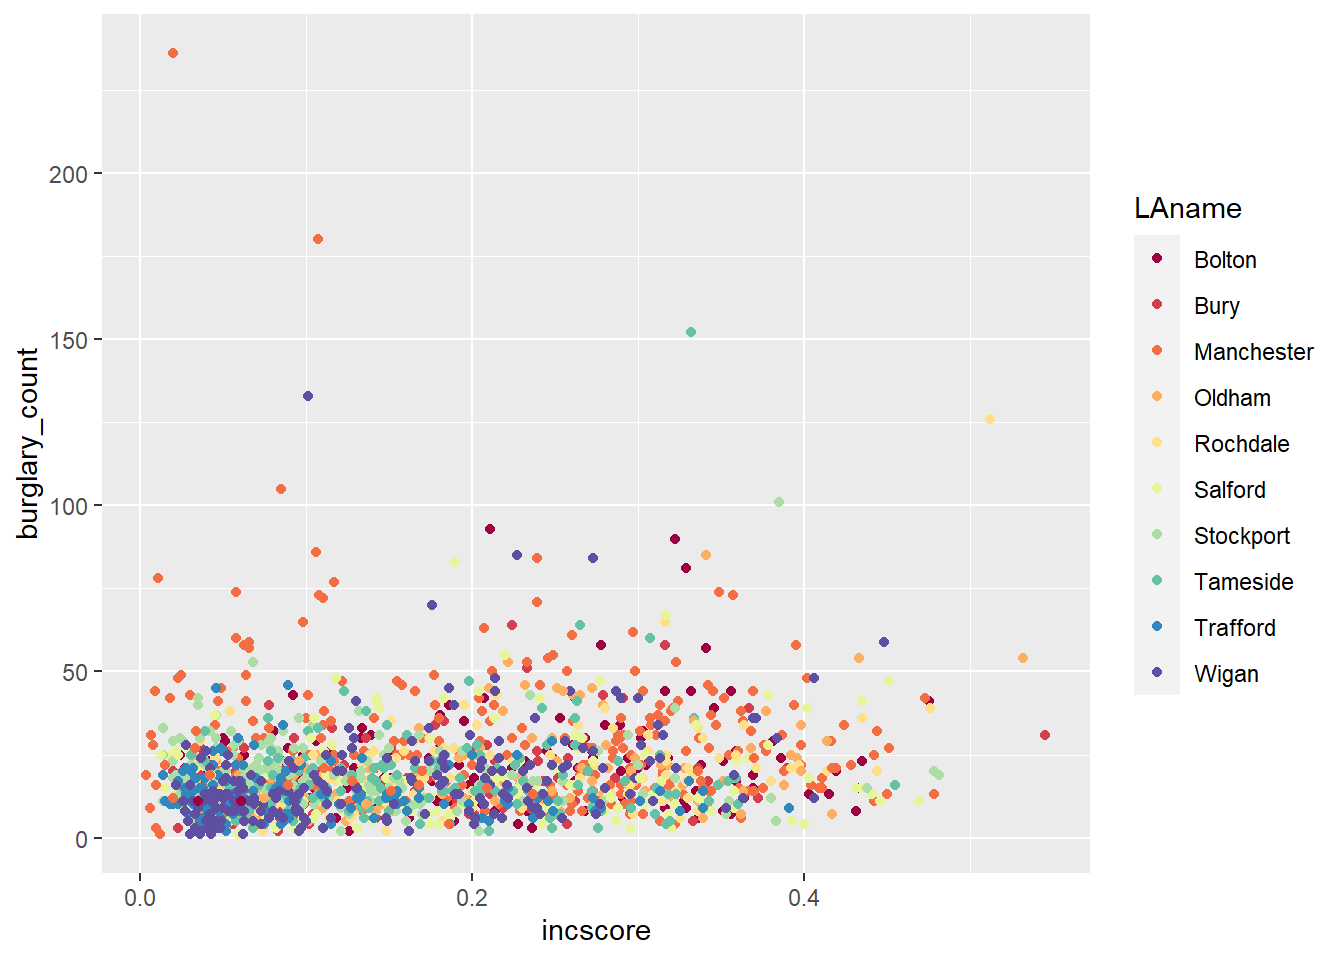 burglary_count
200
150
100
50
0
0.0
0.2
0.4
incscore
LAname
Bolton
Bury
Manchester
Oldham
Rochdale
Salford
Stockport
Tameside
Trafford
Wigan